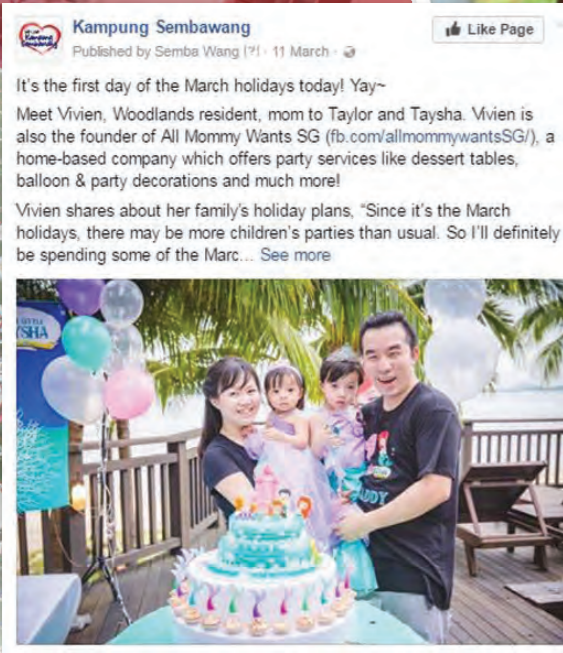 Kampung Sembawang
Like Page
Published by Semba Wang [?] · 11 March ·
It's the first day of the March holidays today! Yay~
Meet Vivien, Woodlands resident, mom to Taylor and Taysha. Vivien is
also the founder of All Mommy Wants SG (fb.com/allmommywantsSG/), a
home-based company which offers party services like dessert tables,
balloon & party decorations and much more!
Vivien shares about her family's holiday plans, "Since it's the March
holidays, there may be more children's parties than usual. So I'll definitely
be spending some of the Marc... See more